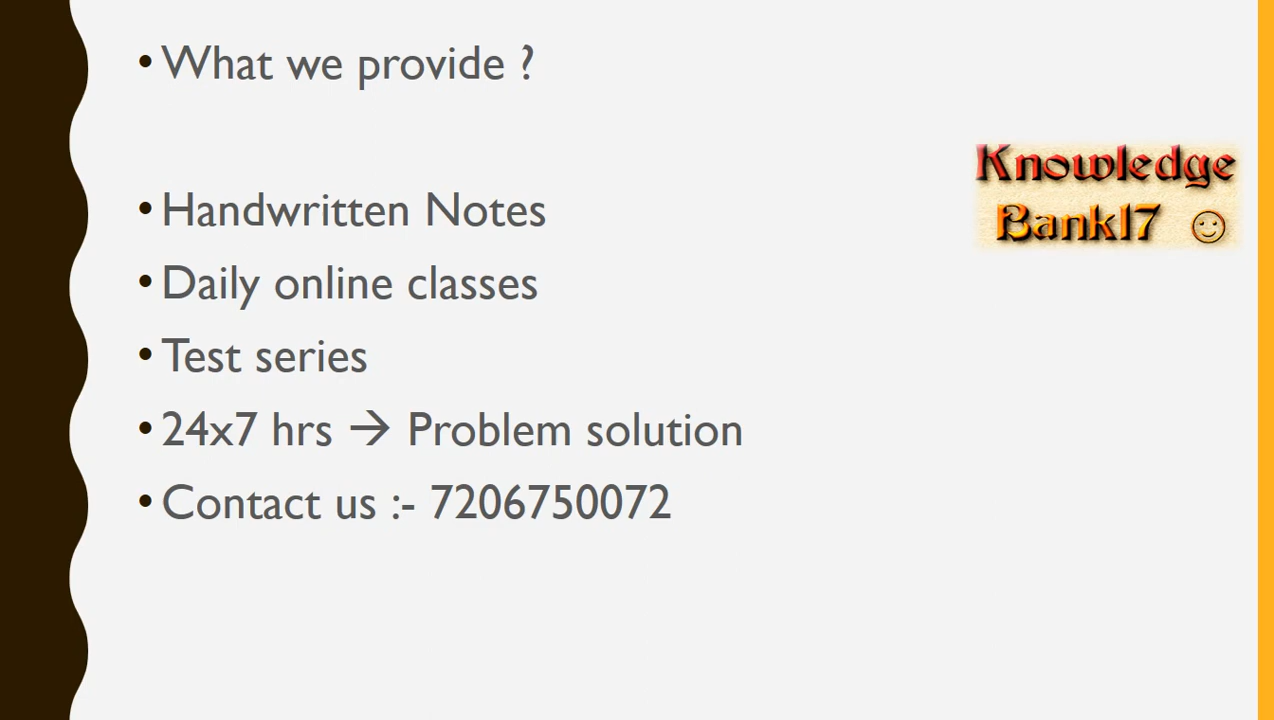 • What we provide ?
• Handwritten Notes
• Daily online classes
• Test series
• 24x7 hrs → Problem solution
• Contact us :- 7206750072
Knowledge
Bank17 ☺